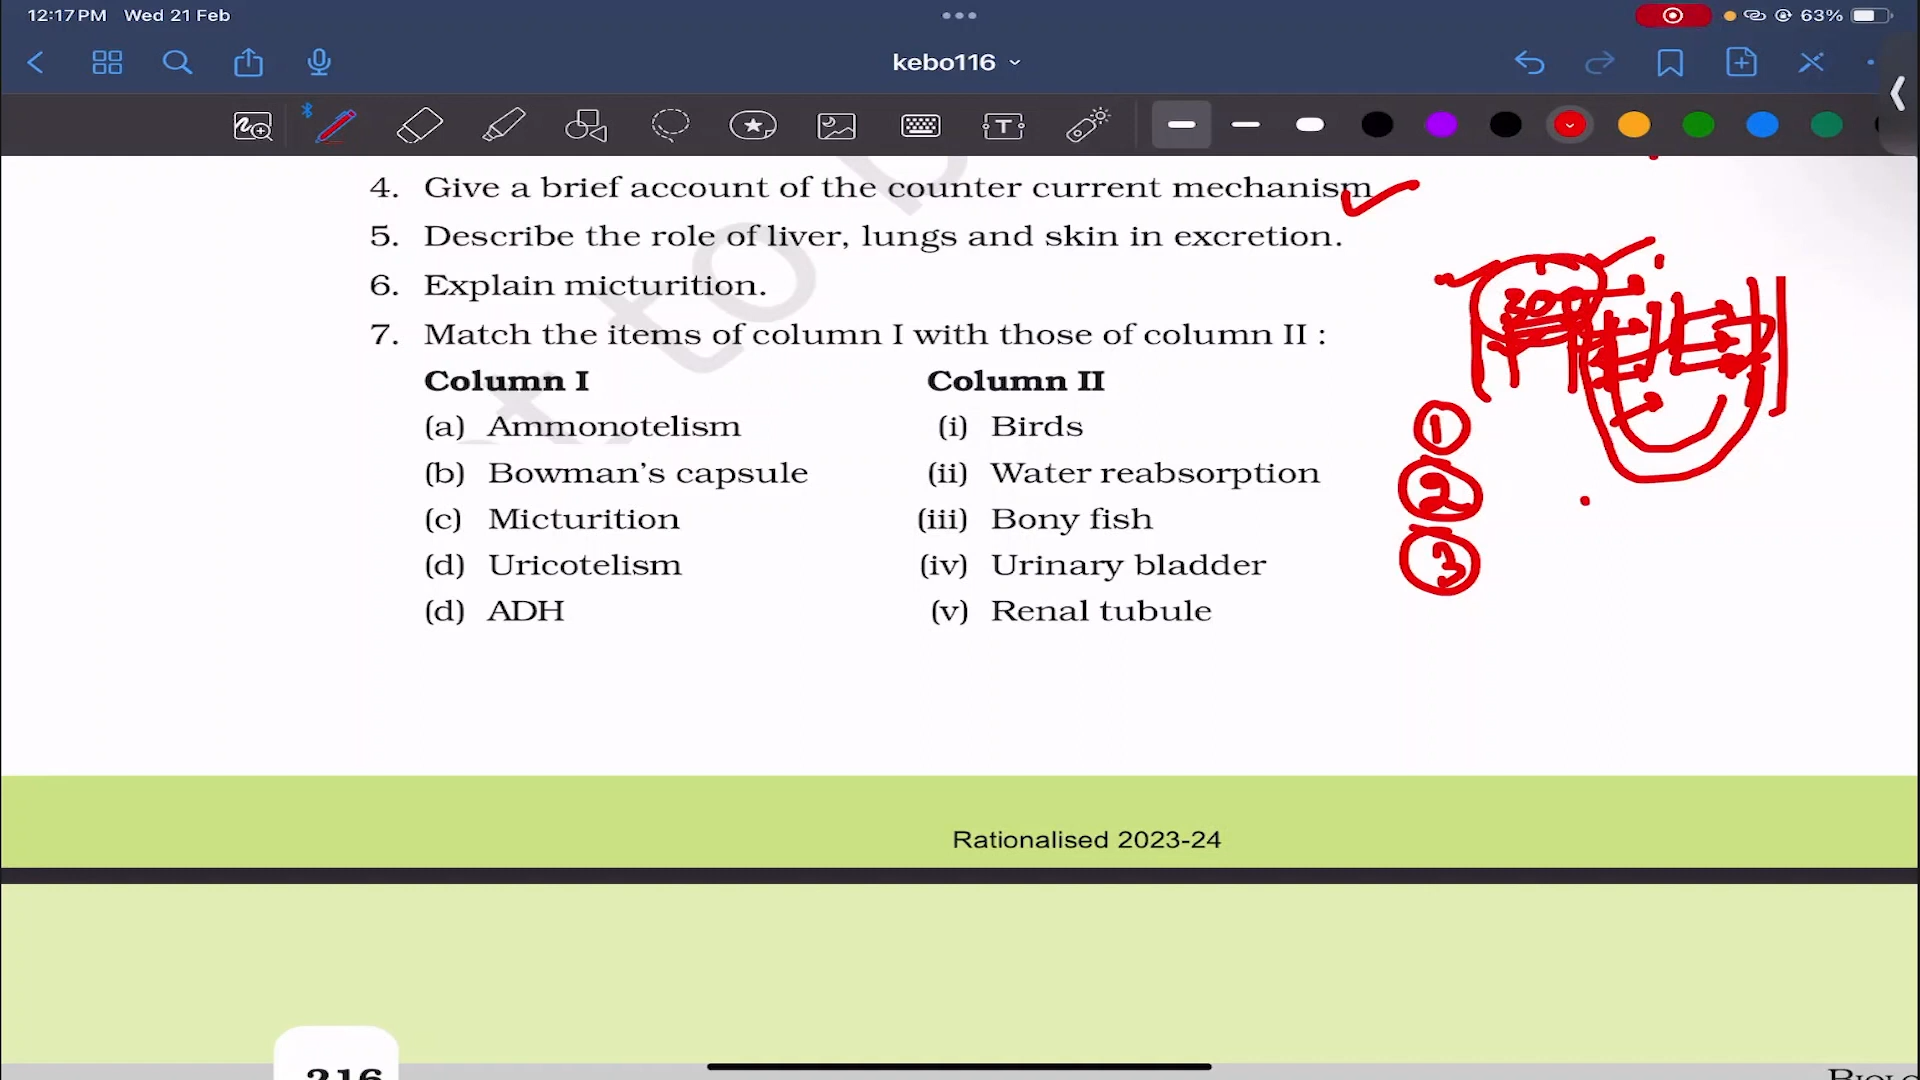 12:17 PM Wed 21 Feb
63%
kebo116
T
4. Give a brief account of the counter current mechanism
5. Describe the role of liver, lungs and skin in excretion.
6. Explain micturition.
7. Match the items of column I with those of column II :
Column I Column II
(a) Ammonotelism (i) Birds
(b) Bowman’s capsule (ii) Water reabsorption
(c) Micturition (iii) Bony fish
(d) Uricotelism (iv) Urinary bladder
(d) ADH (v) Renal tubule
300
1
2
3
Rationalised 2023-24
216